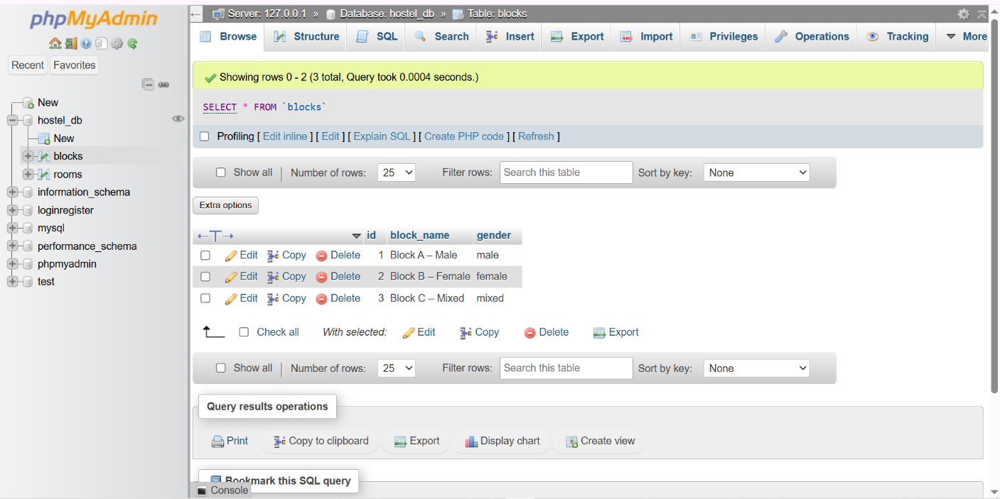 phpMyAdmin
Recent Favorites
New
hostel_db
New
blocks
rooms
information_schema
loginregister
mysql
performance_schema
phpmyadmin
test
← Server: 127.0.0.1 » Database: hostel_db » Table: blocks
Browse Structure SQL Search Insert Export Import Privileges Operations Tracking More
Showing rows 0 - 2 (3 total, Query took 0.0004 seconds.)
SELECT * FROM `blocks`
Profiling [ Edit inline ] [ Edit ] [ Explain SQL ] [ Create PHP code ] [ Refresh ]
Show all | Number of rows: 25 Filter rows: Search this table Sort by key: None
Extra options
←T→ id block_name gender
Edit Copy Delete 1 Block A – Male male
Edit Copy Delete 2 Block B – Female female
Edit Copy Delete 3 Block C – Mixed mixed
Check all With selected: Edit Copy Delete Export
Show all | Number of rows: 25 Filter rows: Search this table Sort by key: None
Query results operations
Print Copy to clipboard Export Display chart Create view
Bookmark this SQL query
Console